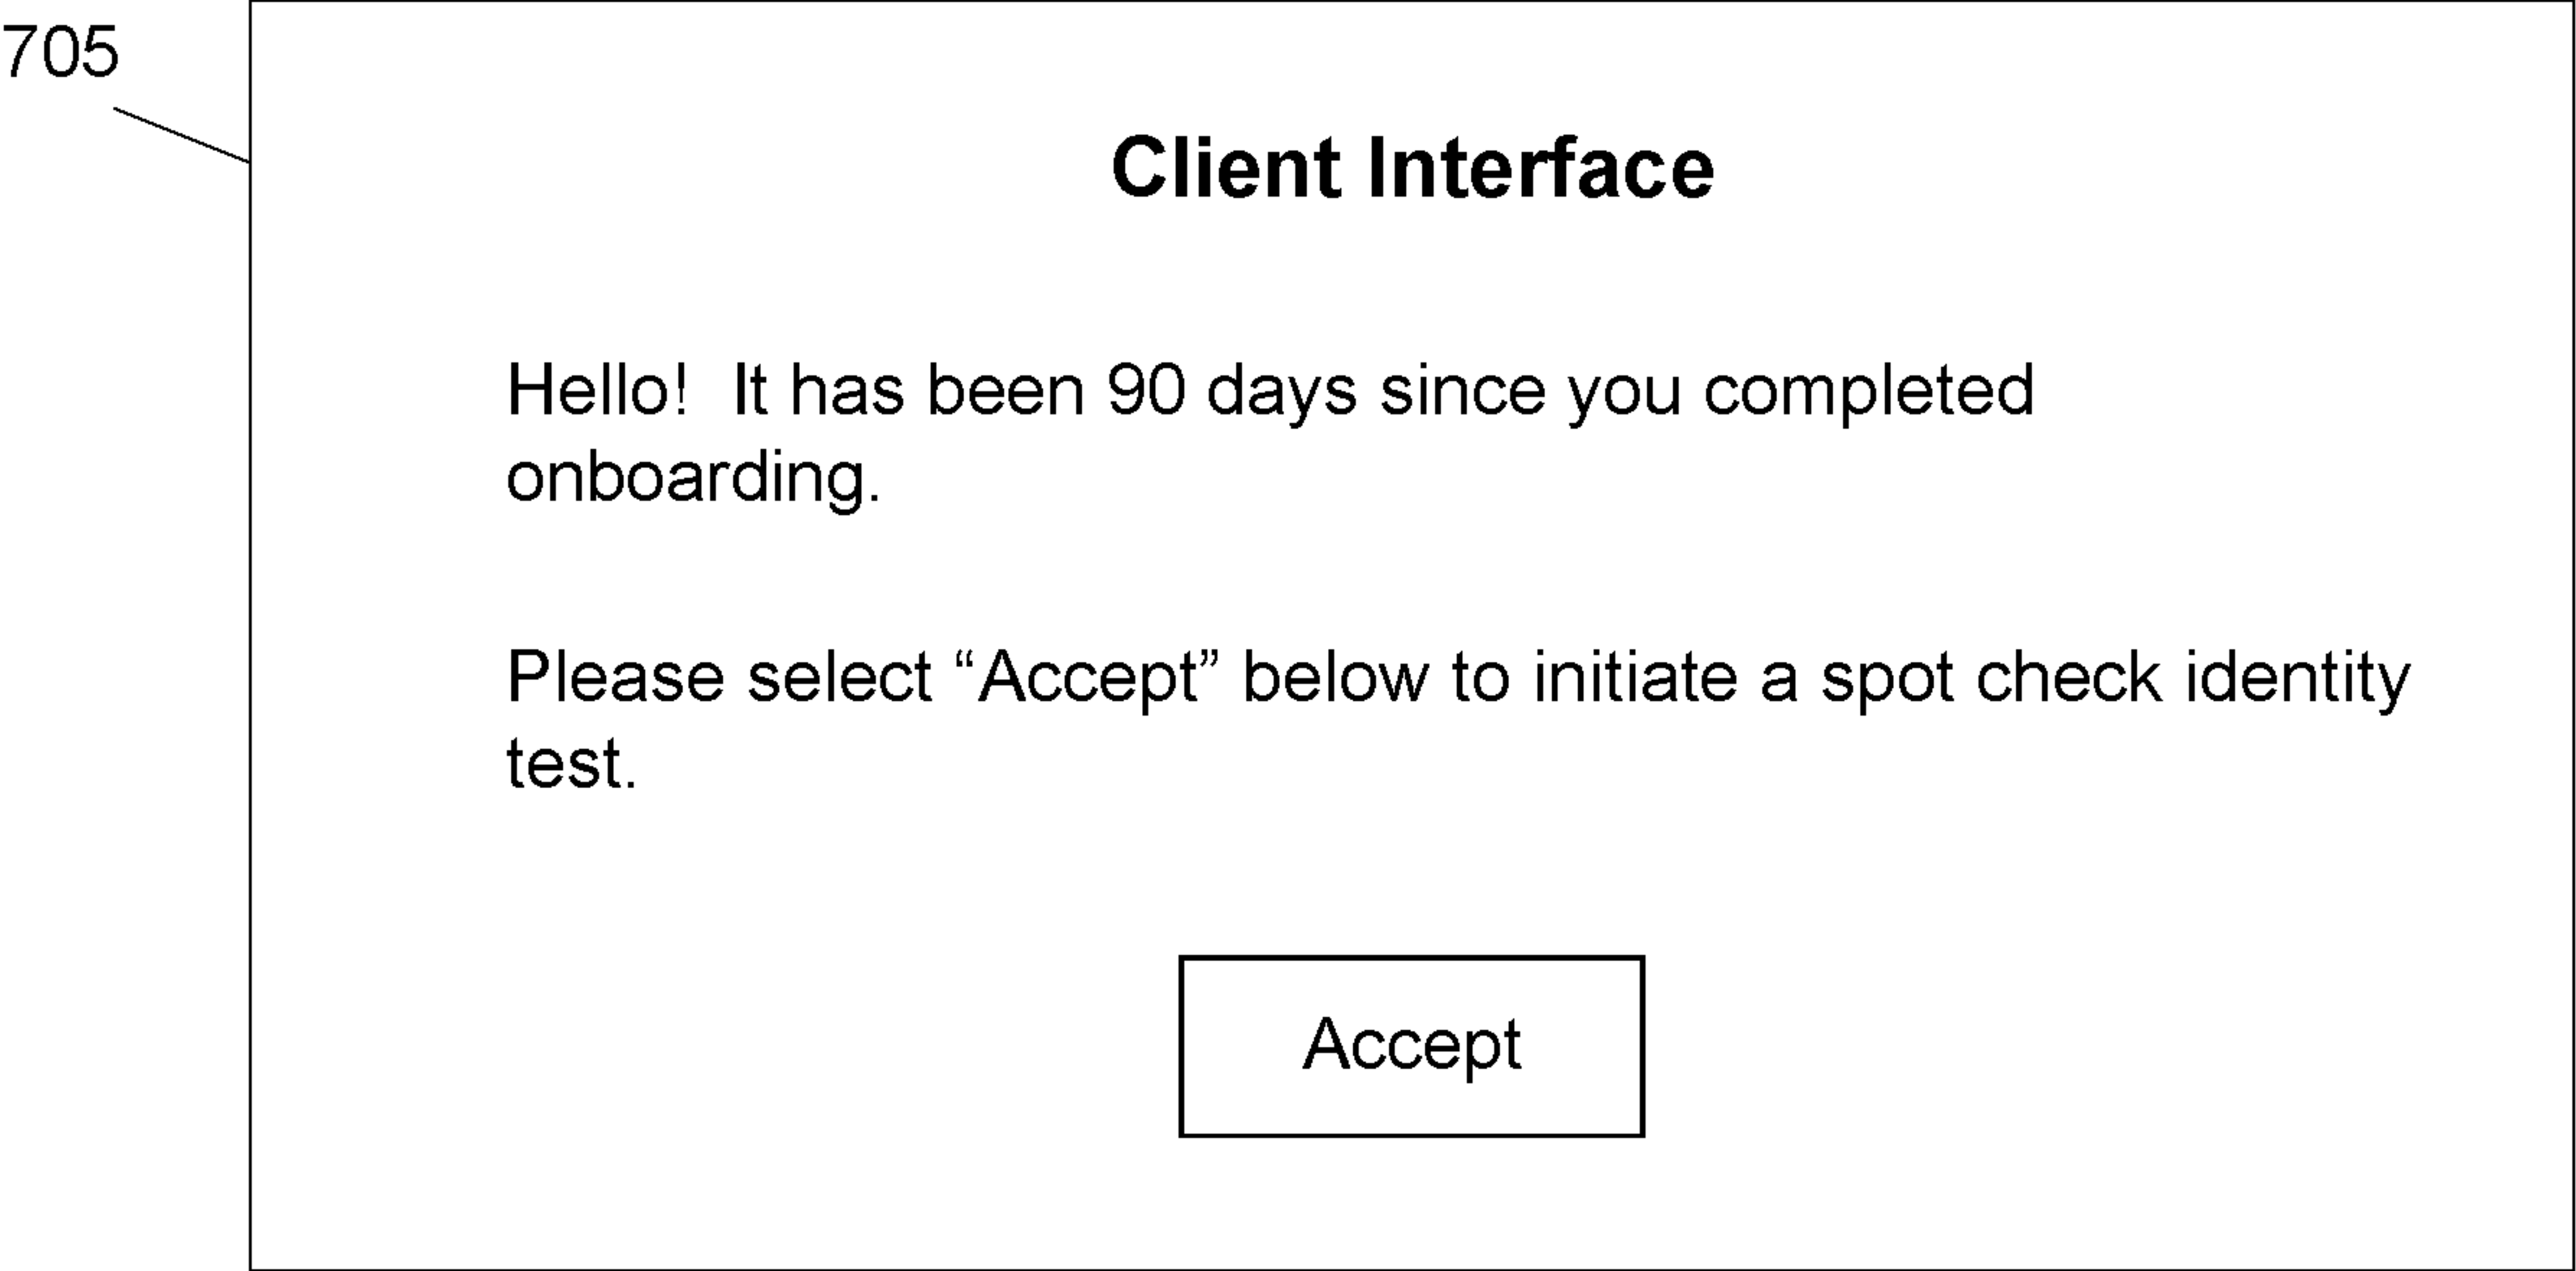 705
Client Interface
Hello!  It has been 90 days since you completed
onboarding.
Please select “Accept” below to initiate a spot check identity
test.
Accept